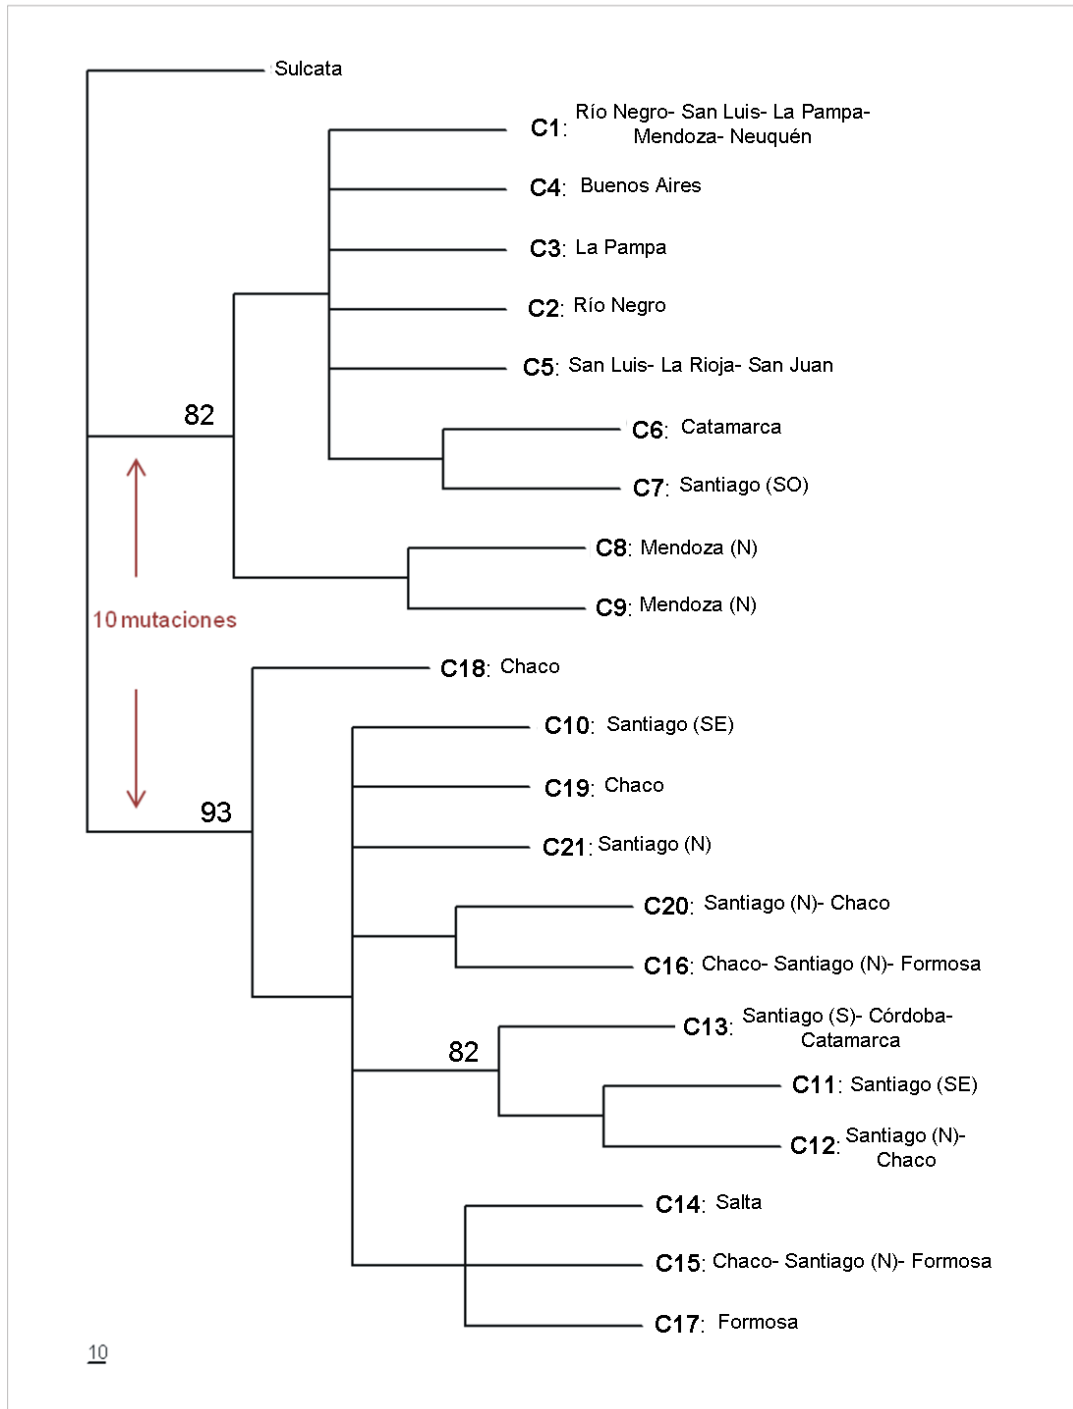 Sulcata
C1: Río Negro- San Luis- La Pampa-
Mendoza- Neuquén
C4: Buenos Aires
C3: La Pampa
C2: Río Negro
C5: San Luis- La Rioja- San Juan
82
C6: Catamarca
C7: Santiago (SO)
C8: Mendoza (N)
C9: Mendoza (N)
10 mutaciones
C18: Chaco
C10: Santiago (SE)
C19: Chaco
93
C21: Santiago (N)
C20: Santiago (N)- Chaco
C16: Chaco- Santiago (N)- Formosa
C13: Santiago (S)- Córdoba-
Catamarca
82
C11: Santiago (SE)
C12: Santiago (N)-
Chaco
C14: Salta
C15: Chaco- Santiago (N)- Formosa
C17: Formosa
10